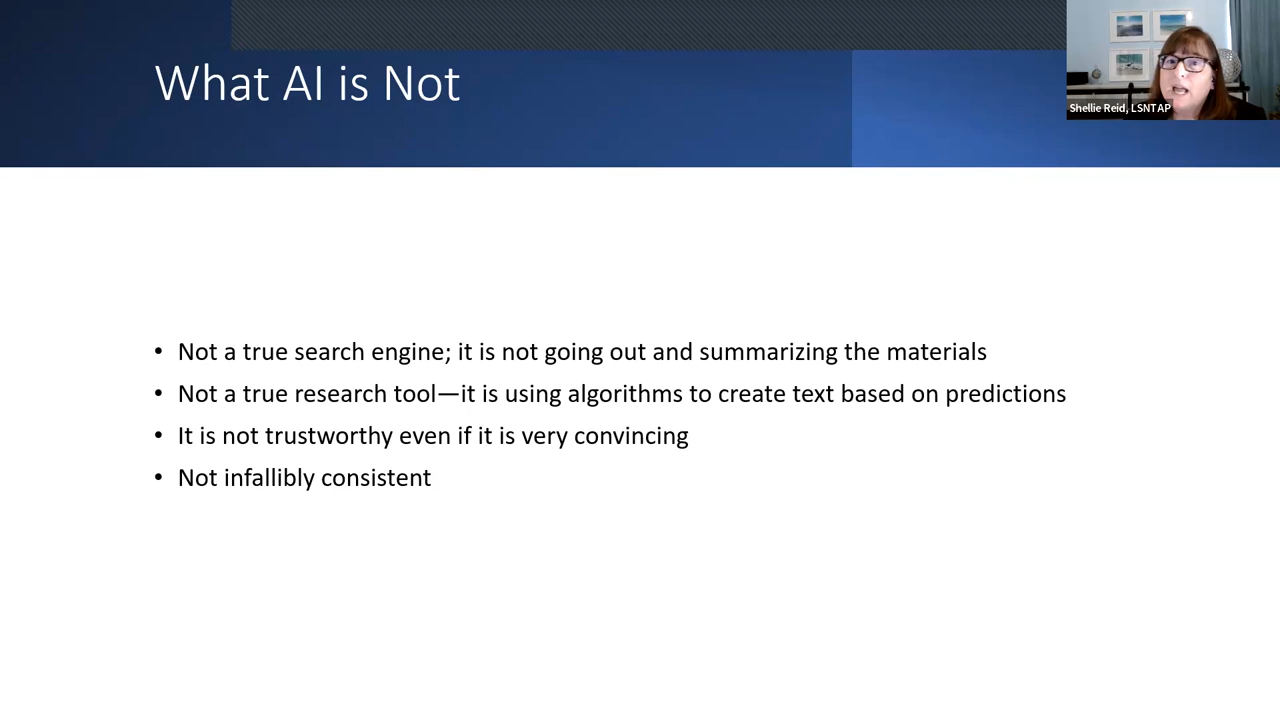 What AI is Not
Shellie Reid, LSNTAP
• Not a true search engine; it is not going out and summarizing the materials
• Not a true research tool—it is using algorithms to create text based on predictions
• It is not trustworthy even if it is very convincing
• Not infallibly consistent